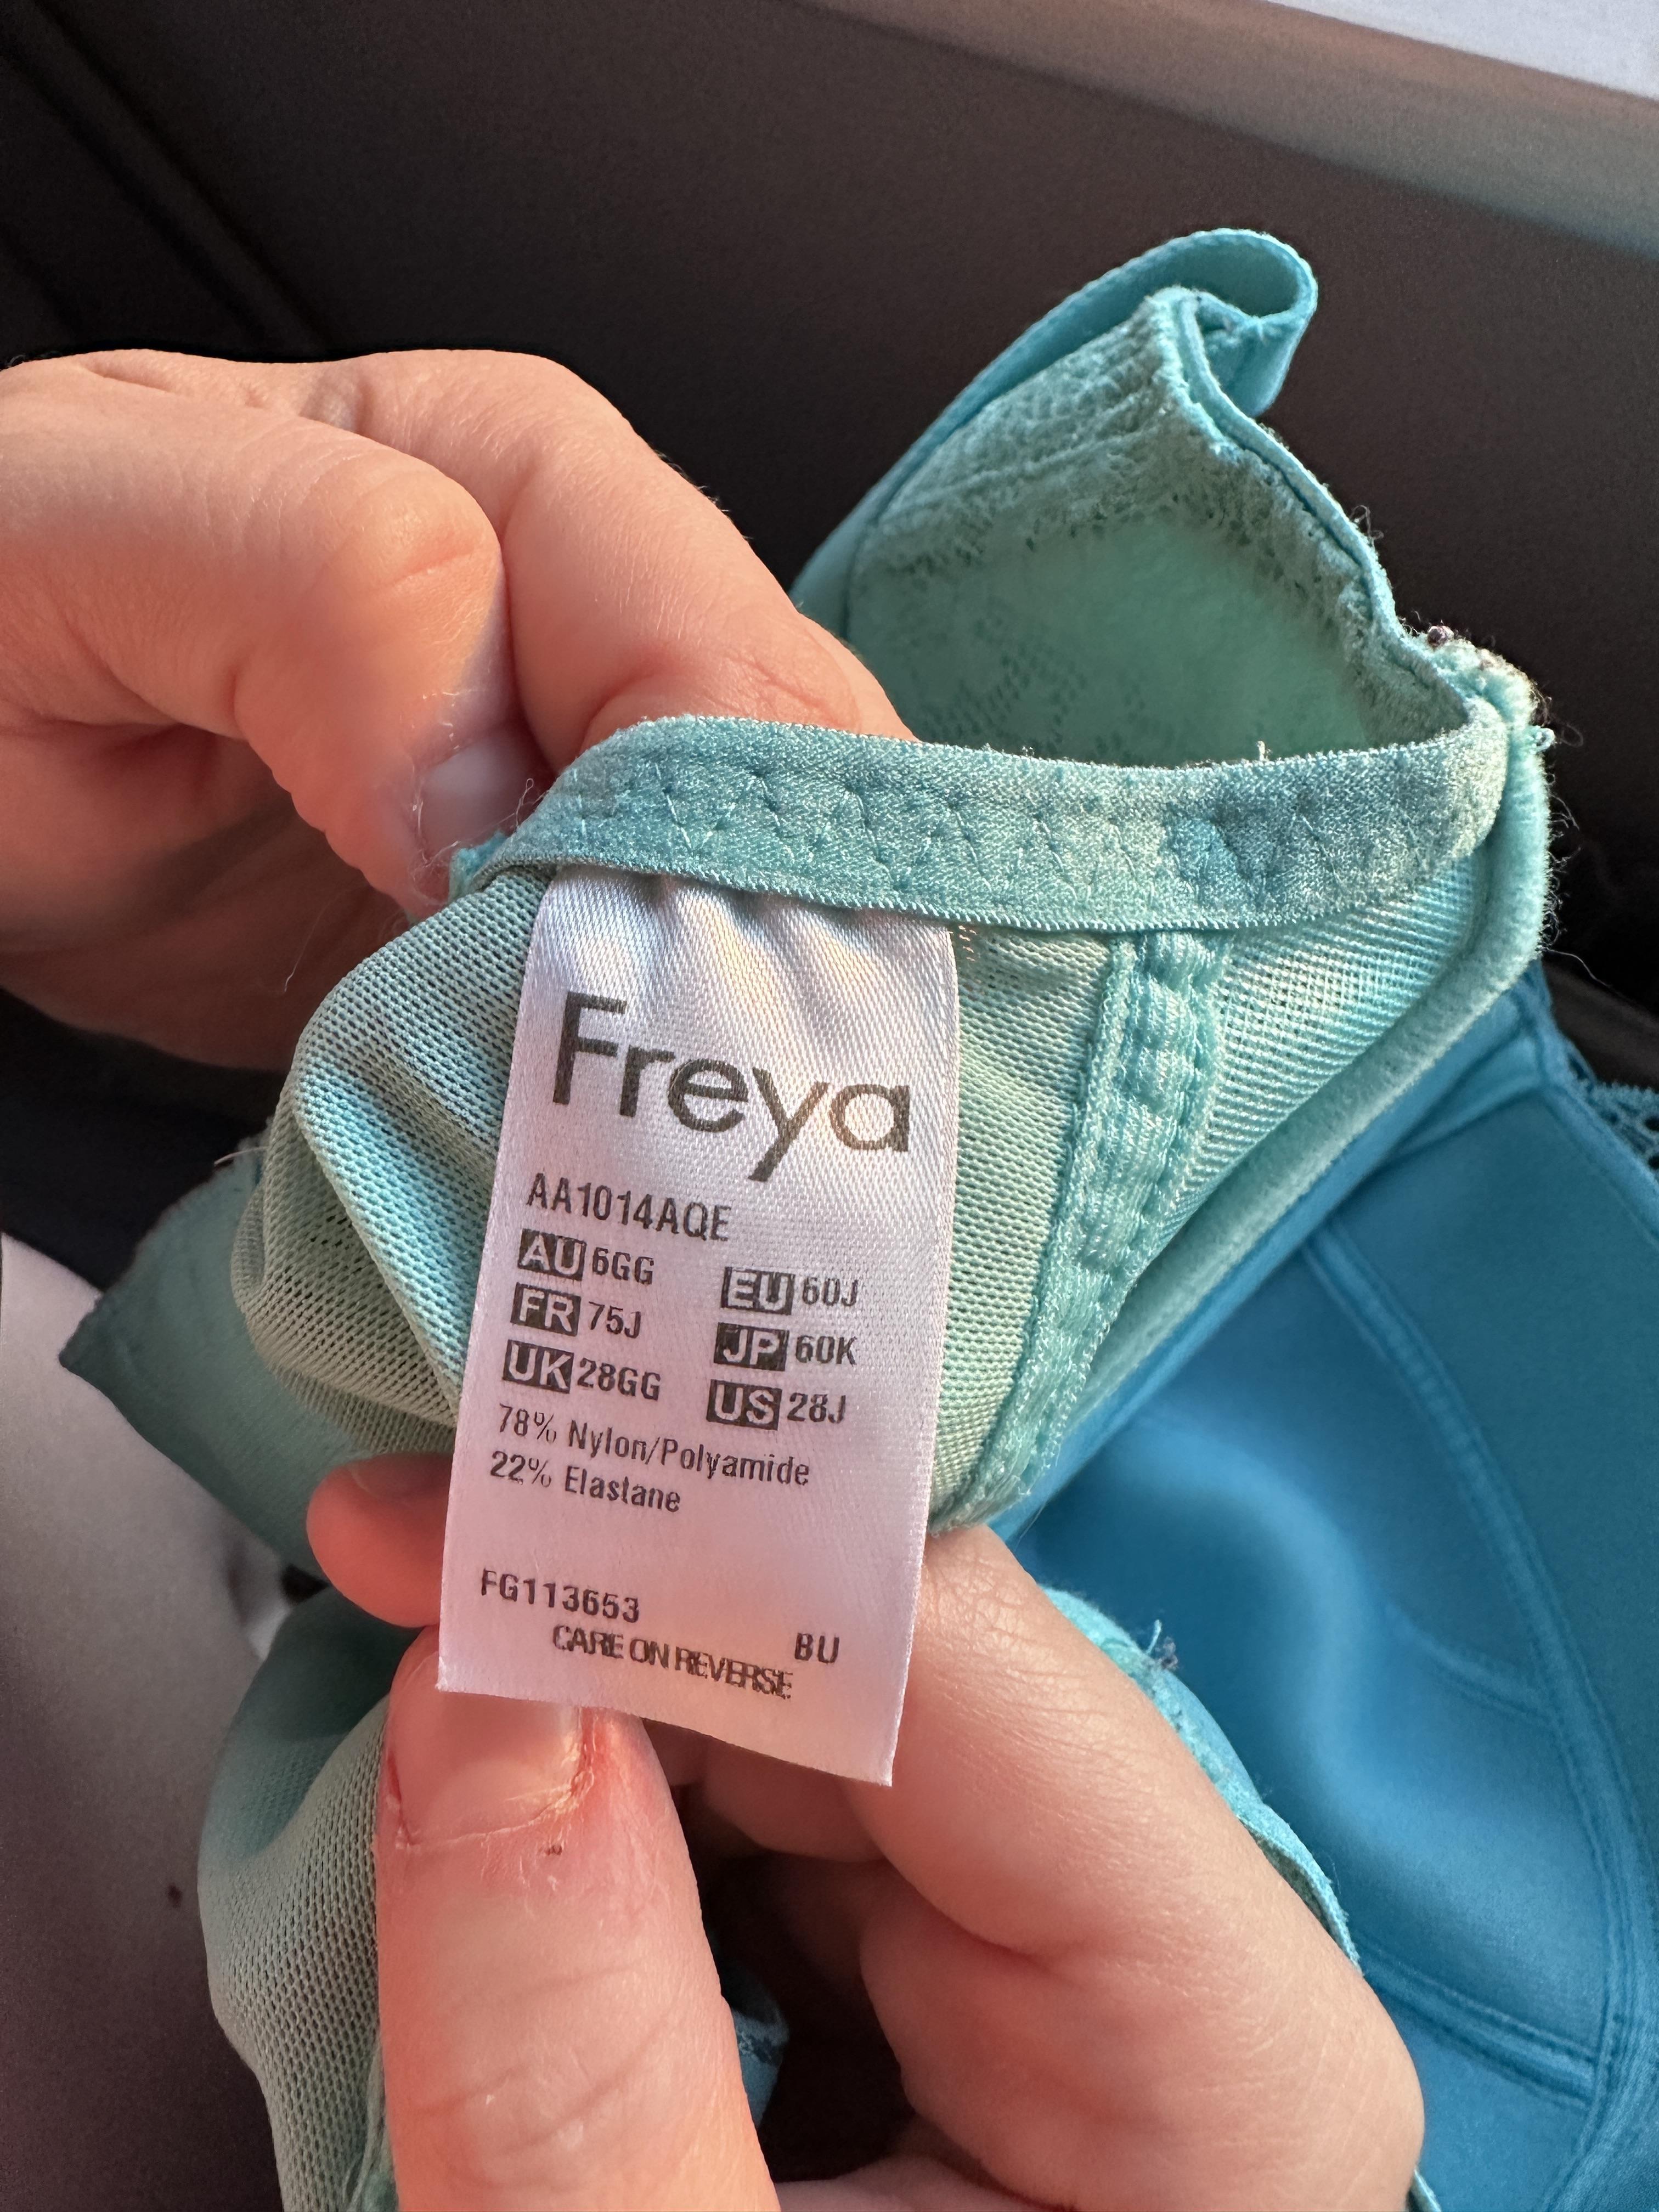 Freya
AA1014AQE
AU 6GG EU 60J
FR 75J JP 60K
UK 28GG US 28J
78% Nylon/Polyamide
22% Elastane
FG113653
BU
CARE ON REVERSE